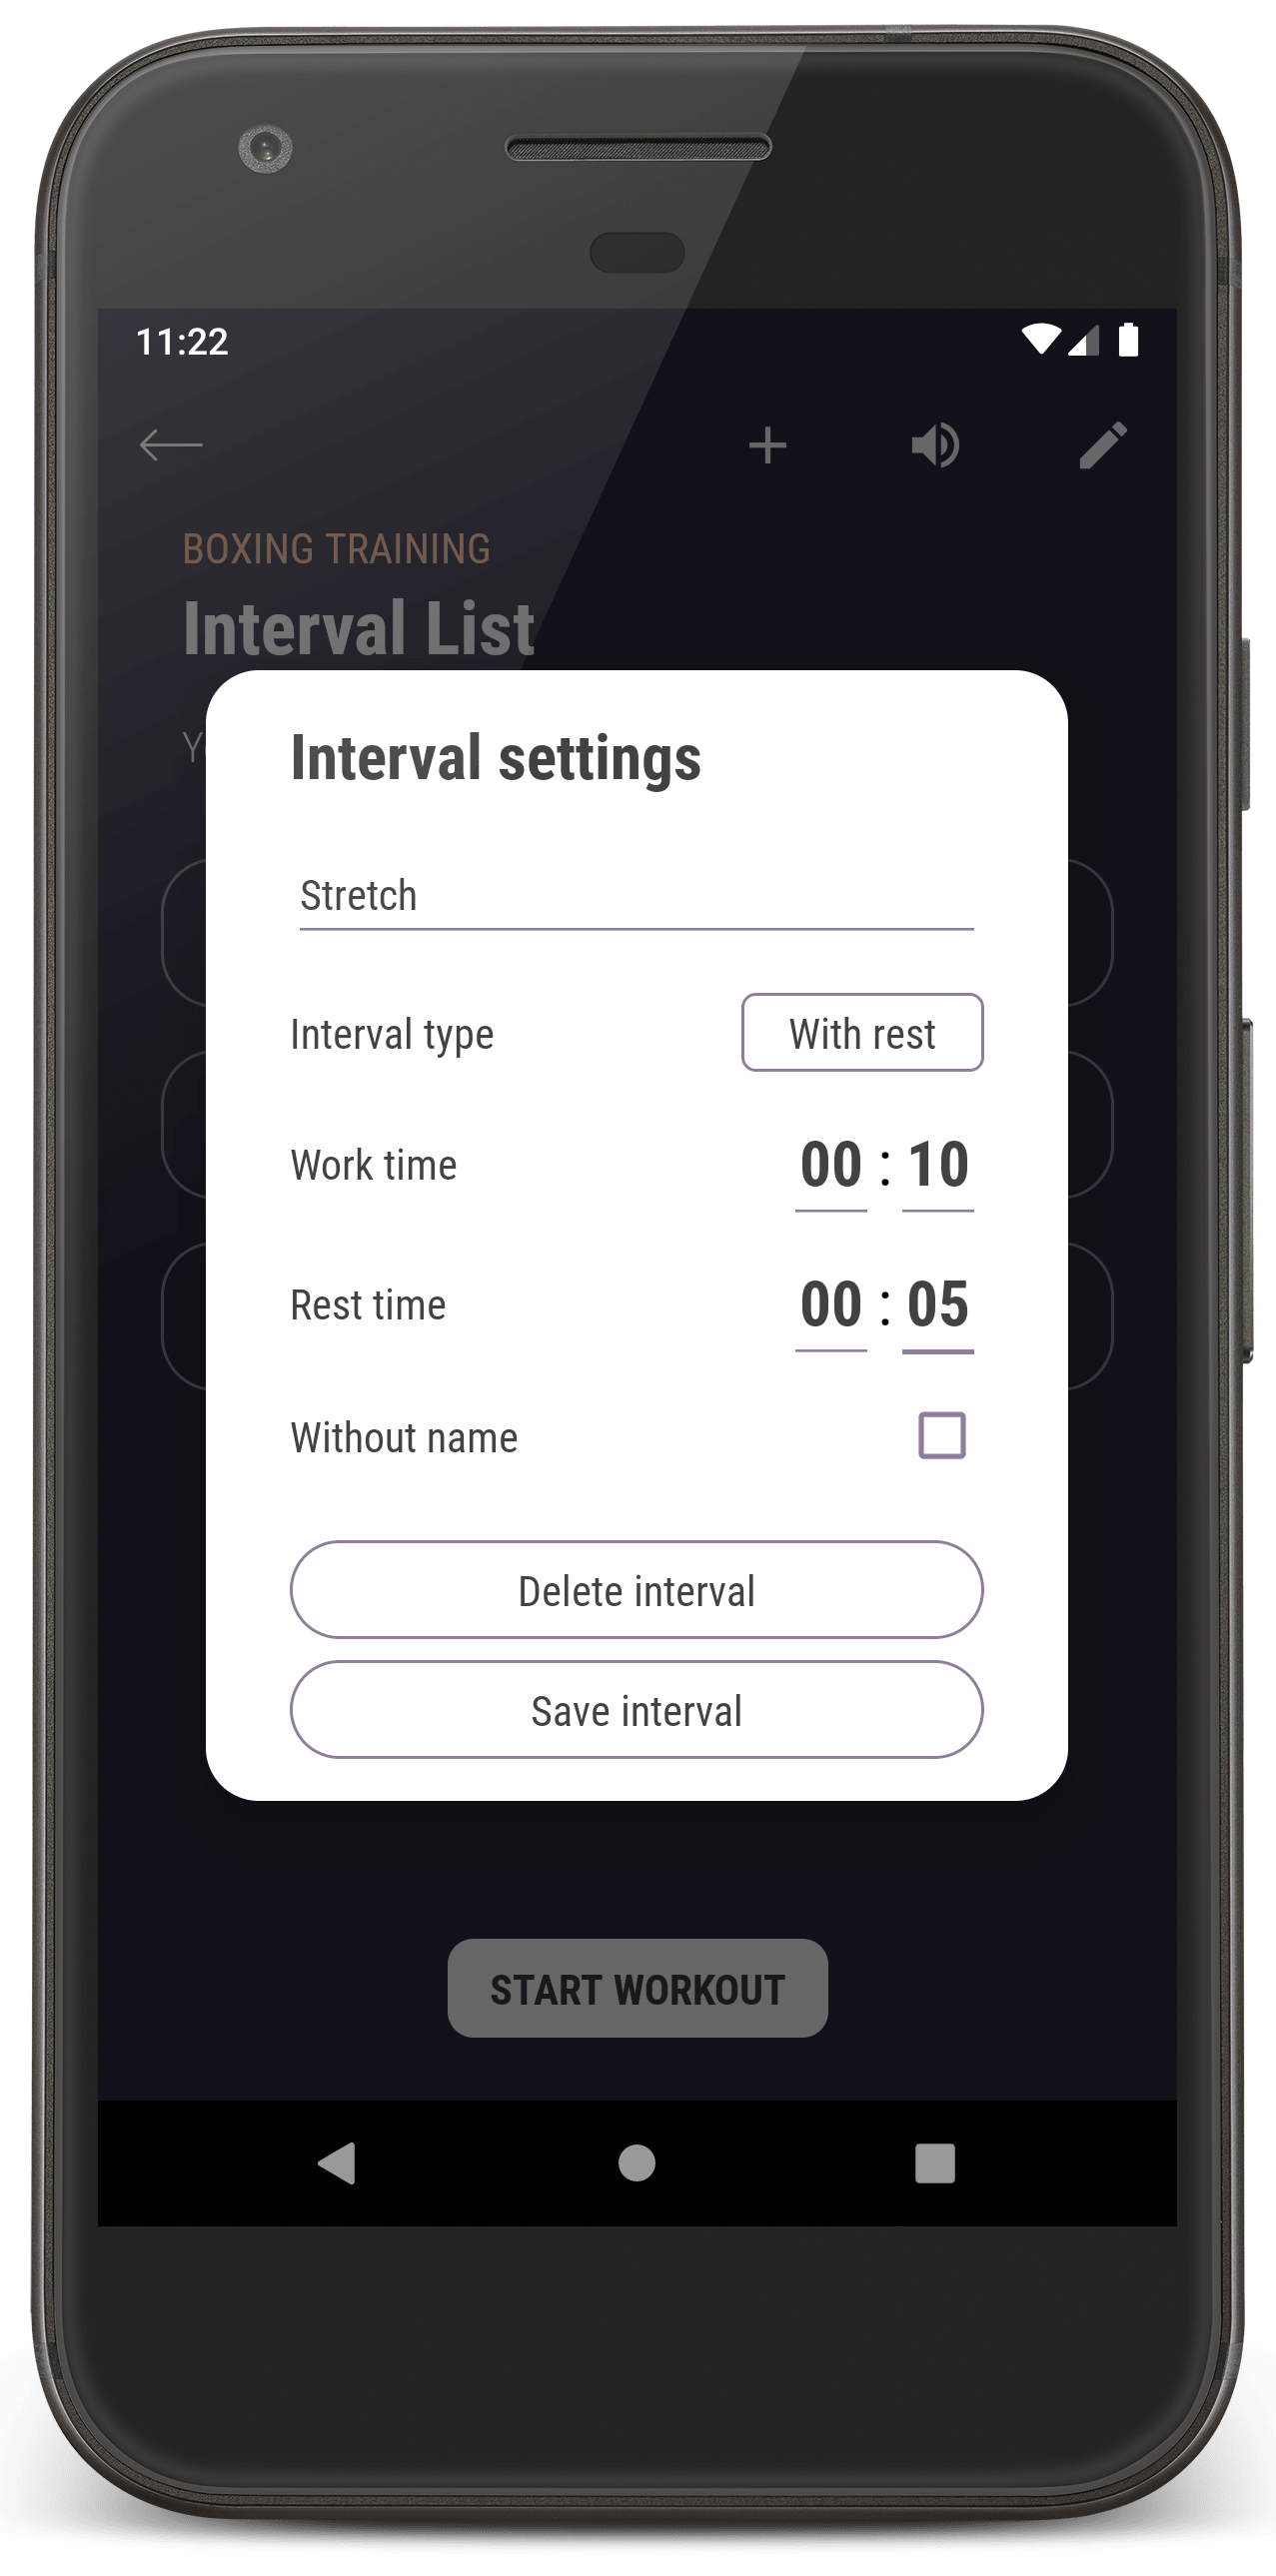 11:22
BOXING TRAINING
Interval List
Interval settings
Stretch
Interval type With rest
Work time 00 : 10
Rest time 00 : 05
Without name
Delete interval
Save interval
START WORKOUT